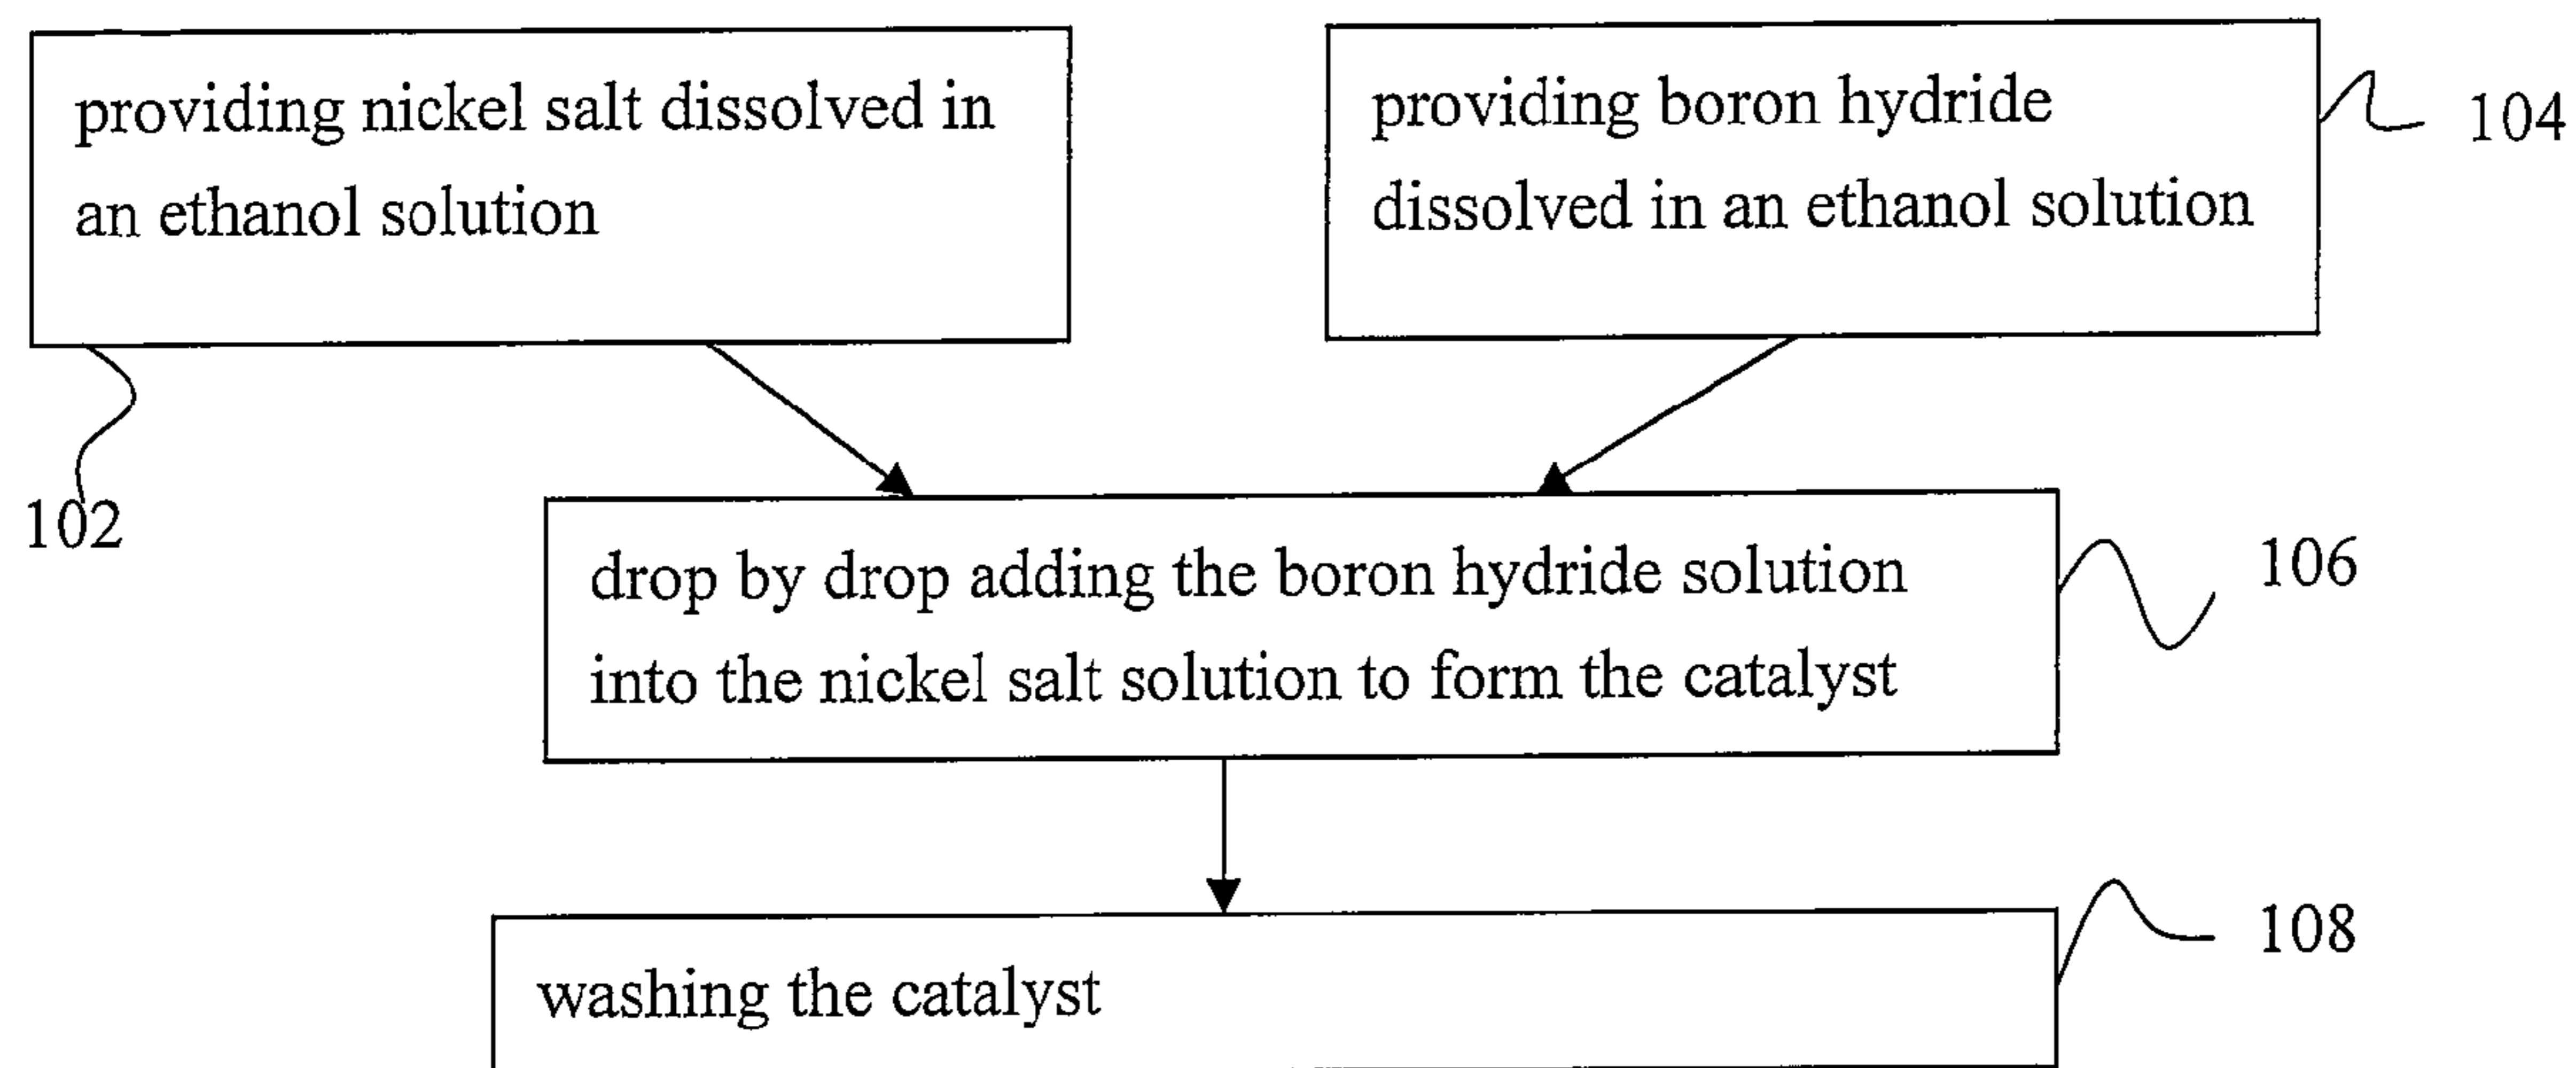 providing nickel salt dissolved in
an ethanol solution
providing boron hydride
dissolved in an ethanol solution
104
102
drop by drop adding the boron hydride solution
into the nickel salt solution to form the catalyst
106
washing the catalyst
108